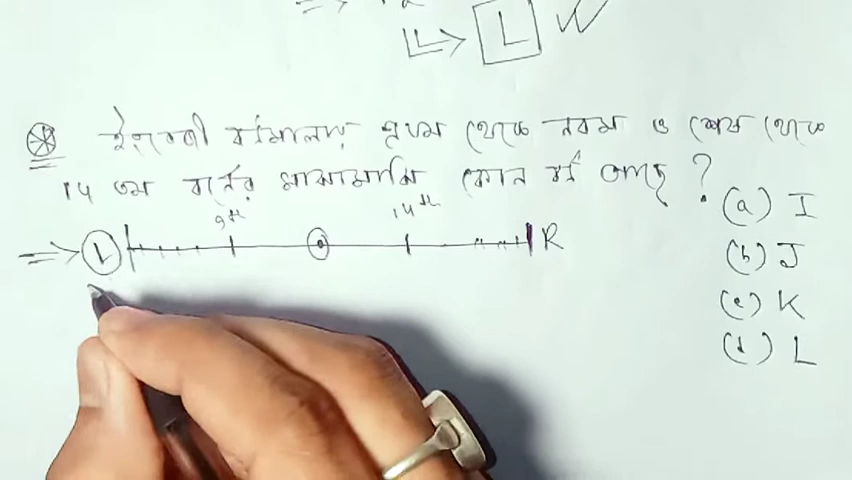 L
⊛ ইংরাজী বর্ণমালায় প্রথম থেকে নবম ও শেষ থেকে
14 তম বর্ণের মাঝামাঝি কোন বর্ণ আছে ?
(a) I
9th 14th
⇒ L R
(b) J
(c) K
(d) L